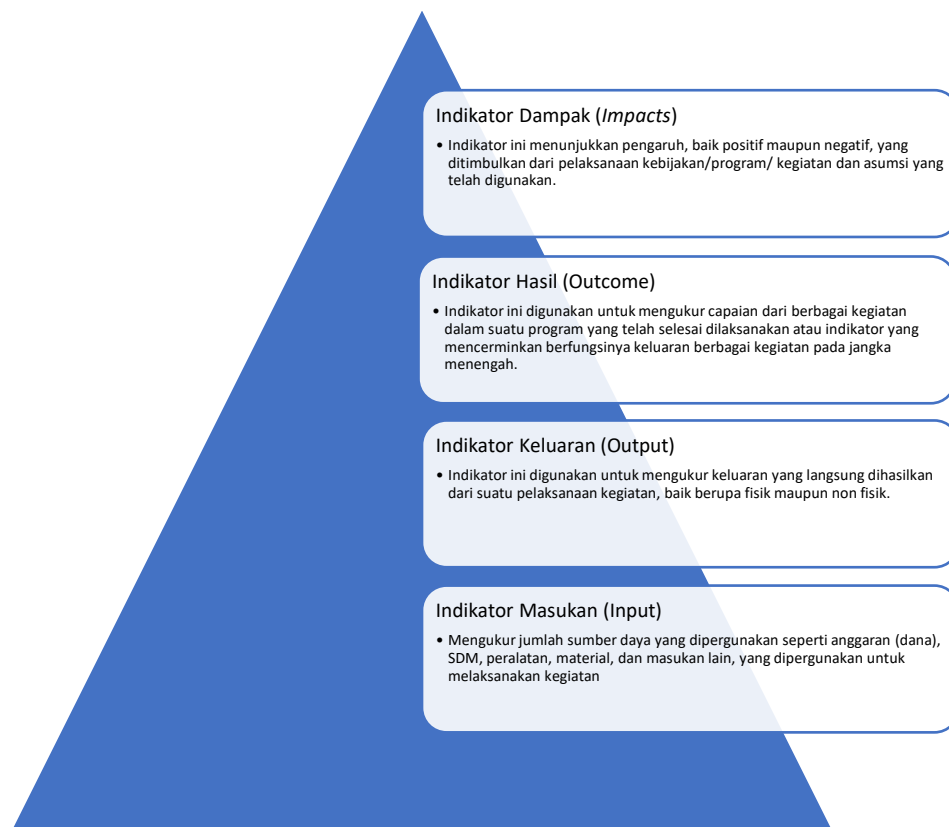 Indikator Dampak (Impacts)
• Indikator ini menunjukkan pengaruh, baik positif maupun negatif, yang
ditimbulkan dari pelaksanaan kebijakan/program/ kegiatan dan asumsi yang
telah digunakan.
Indikator Hasil (Outcome)
• Indikator ini digunakan untuk mengukur capaian dari berbagai kegiatan
dalam suatu program yang telah selesai dilaksanakan atau indikator yang
mencerminkan berfungsinya keluaran berbagai kegiatan pada jangka
menengah.
Indikator Keluaran (Output)
• Indikator ini digunakan untuk mengukur keluaran yang langsung dihasilkan
dari suatu pelaksanaan kegiatan, baik berupa fisik maupun non fisik.
Indikator Masukan (Input)
• Mengukur jumlah sumber daya yang dipergunakan seperti anggaran (dana),
SDM, peralatan, material, dan masukan lain, yang dipergunakan untuk
melaksanakan kegiatan